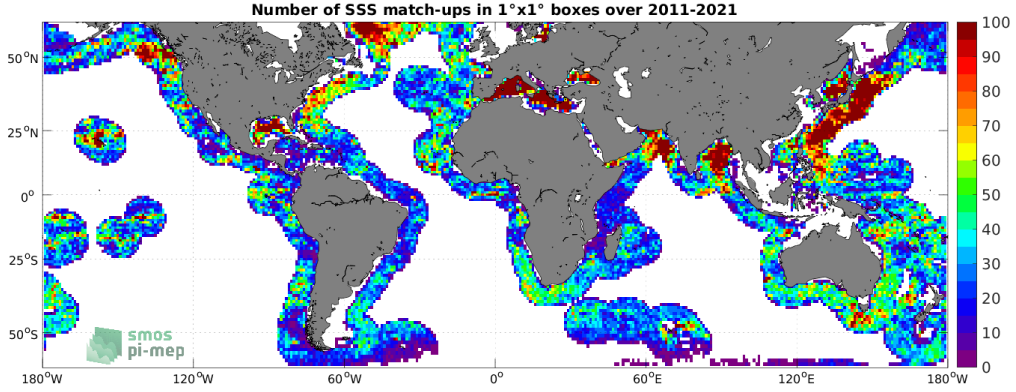 Number of SSS match-ups in 1°x1° boxes over 2011-2021
50°N
25°N
0°
25°S
50°S
180°W
120°W
60°W
0°
60°E
120°E
180°W
100
90
80
70
60
50
40
30
20
10
0
smos
pi-mep